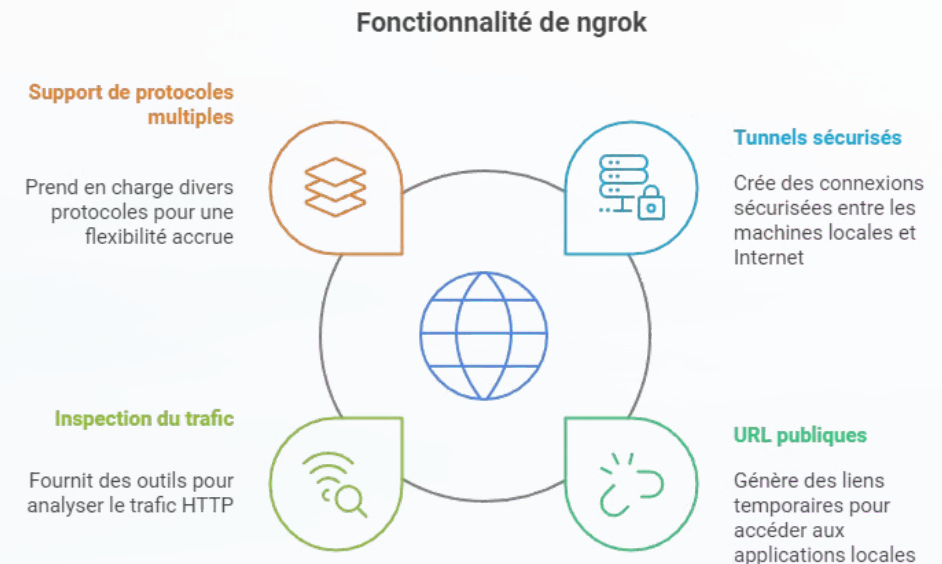 Fonctionnalité de ngrok
Support de protocoles
multiples
Prend en charge divers
protocoles pour une
flexibilité accrue
Tunnels sécurisés
Crée des connexions
sécurisées entre les
machines locales et
Internet
Inspection du trafic
Fournit des outils pour
analyser le trafic HTTP
URL publiques
Génère des liens
temporaires pour
accéder aux
applications locales